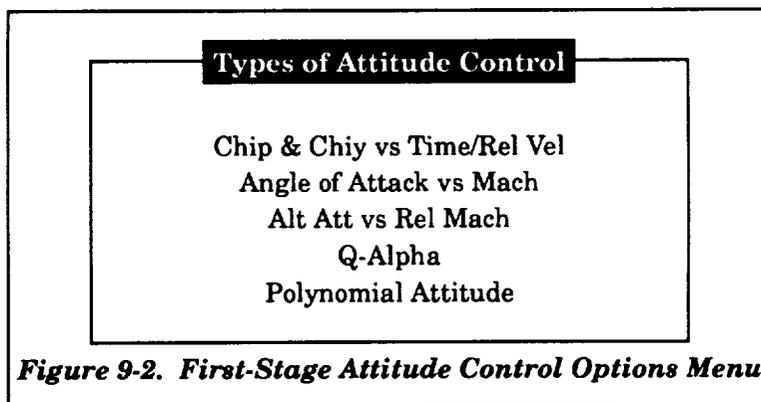 Types of Attitude Control
Chip & Chiy vs Time/Rel Vel
Angle of Attack vs Mach
Alt Att vs Rel Mach
Q-Alpha
Polynomial Attitude
Figure 9-2. First-Stage Attitude Control Options Menu